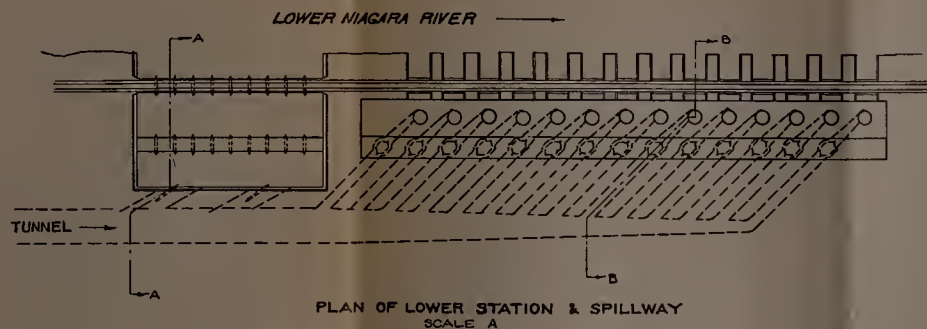 LOWER NIAGARA RIVER
A
B
TUNNEL
B
A
PLAN OF LOWER STATION & SPILLWAY
SCALE A